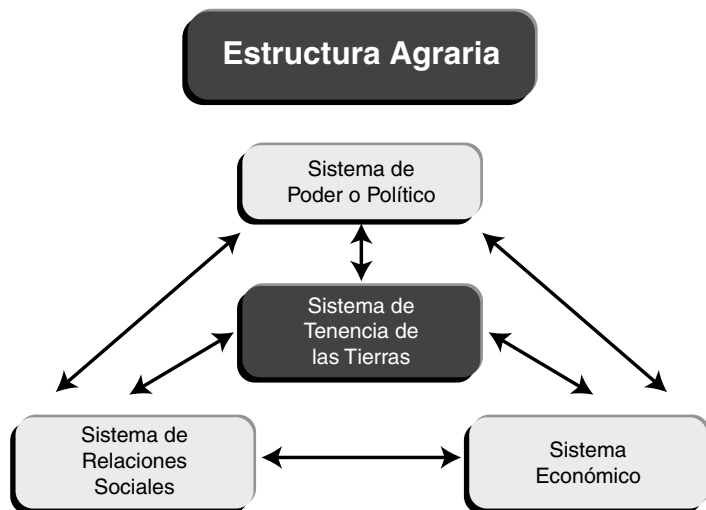 Estructura Agraria
Sistema de
Poder o Político
Sistema de
Tenencia de
las Tierras
Sistema de
Relaciones
Sociales
Sistema
Económico